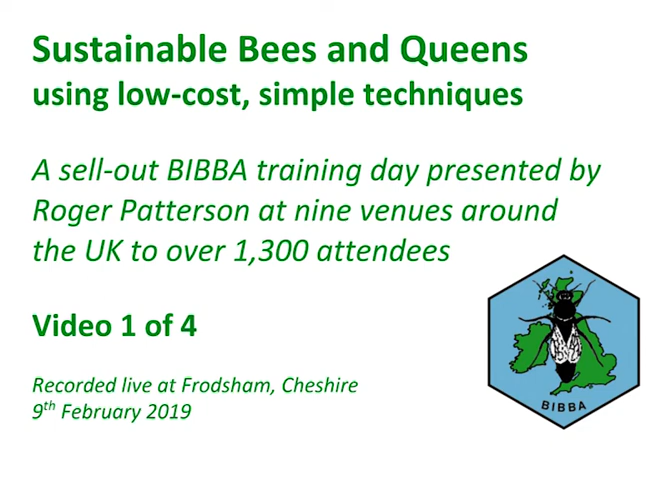 Sustainable Bees and Queens
using low-cost, simple techniques
A sell-out BIBBA training day presented by
Roger Patterson at nine venues around
the UK to over 1,300 attendees
Video 1 of 4
Recorded live at Frodsham, Cheshire
9th February 2019
BIBBA